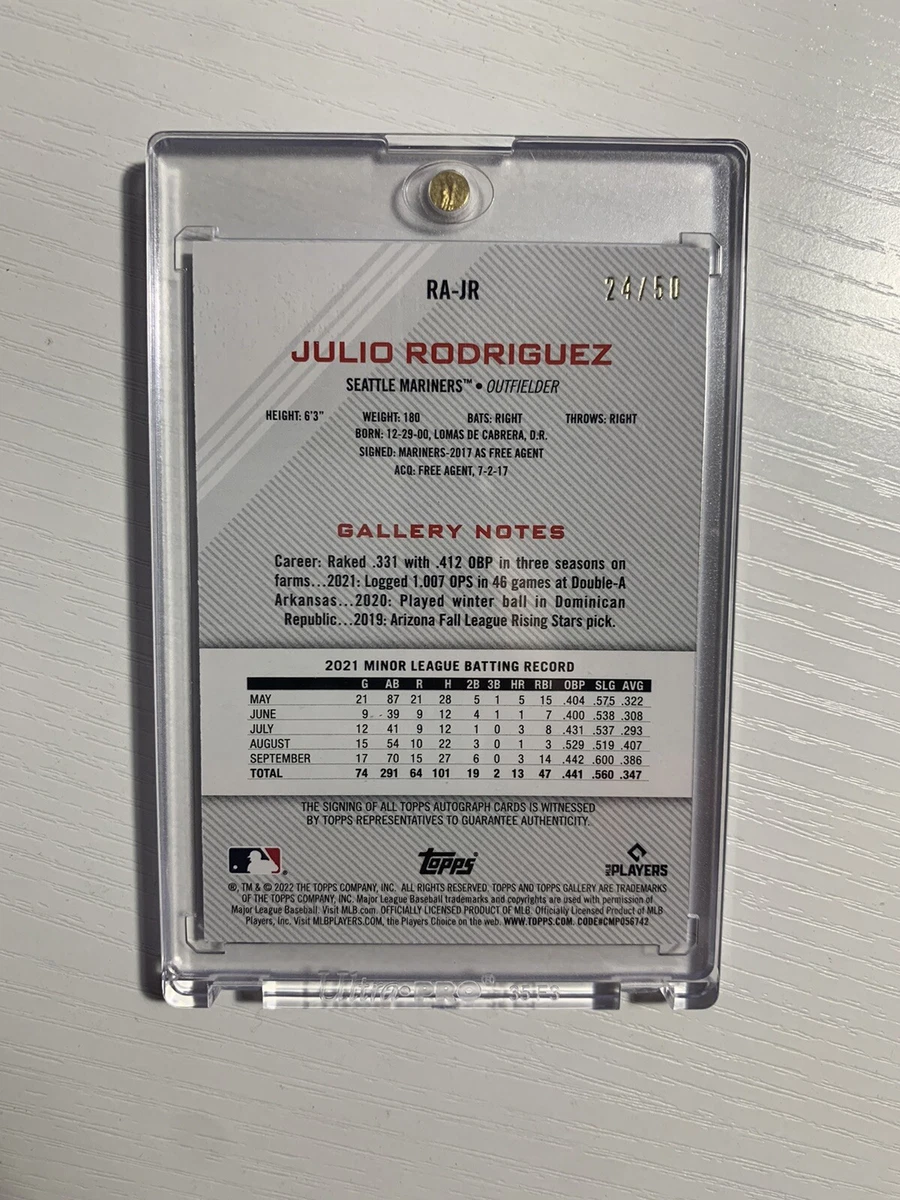 RA-JR
24/50
JULIO RODRIGUEZ
SEATTLE MARINERS™ • OUTFIELDER
HEIGHT: 6'3" WEIGHT: 180 BATS: RIGHT THROWS: RIGHT
BORN: 12-29-00, LOMAS DE CABRERA, D.R.
SIGNED: MARINERS-2017 AS FREE AGENT
ACQ: FREE AGENT, 7-2-17
GALLERY NOTES
Career: Raked .331 with .412 OBP in three seasons on
farms...2021: Logged 1.007 OPS in 46 games at Double-A
Arkansas...2020: Played winter ball in Dominican
Republic...2019: Arizona Fall League Rising Stars pick.
2021 MINOR LEAGUE BATTING RECORD
G AB R H 2B 3B HR RBI OBP SLG AVG
MAY 21 87 21 28 5 1 5 15 .404 .575 .322
JUNE 9 39 9 12 4 1 1 7 .400 .538 .308
JULY 12 41 9 12 1 0 3 8 .431 .537 .293
AUGUST 15 54 10 22 3 0 1 3 .529 .519 .407
SEPTEMBER 17 70 15 27 6 0 3 14 .442 .600 .386
TOTAL 74 291 64 101 19 2 13 47 .441 .560 .347
THE SIGNING OF ALL TOPPS AUTOGRAPH CARDS IS WITNESSED
BY TOPPS REPRESENTATIVES TO GUARANTEE AUTHENTICITY.
Topps
MLB PLAYERS
®, TM & © 2022 THE TOPPS COMPANY, INC. ALL RIGHTS RESERVED. TOPPS AND TOPPS GALLERY ARE TRADEMARKS
OF THE TOPPS COMPANY, INC. Major League Baseball trademarks and copyrights are used with permission of
Major League Baseball. Visit MLB.com. OFFICIALLY LICENSED PRODUCT OF MLB. Officially Licensed Product of MLB
Players, Inc. Visit MLBPLAYERS.COM, the Players Choice on the web. WWW.TOPPS.COM. CODE#CMP056742
Ultra·PRO®